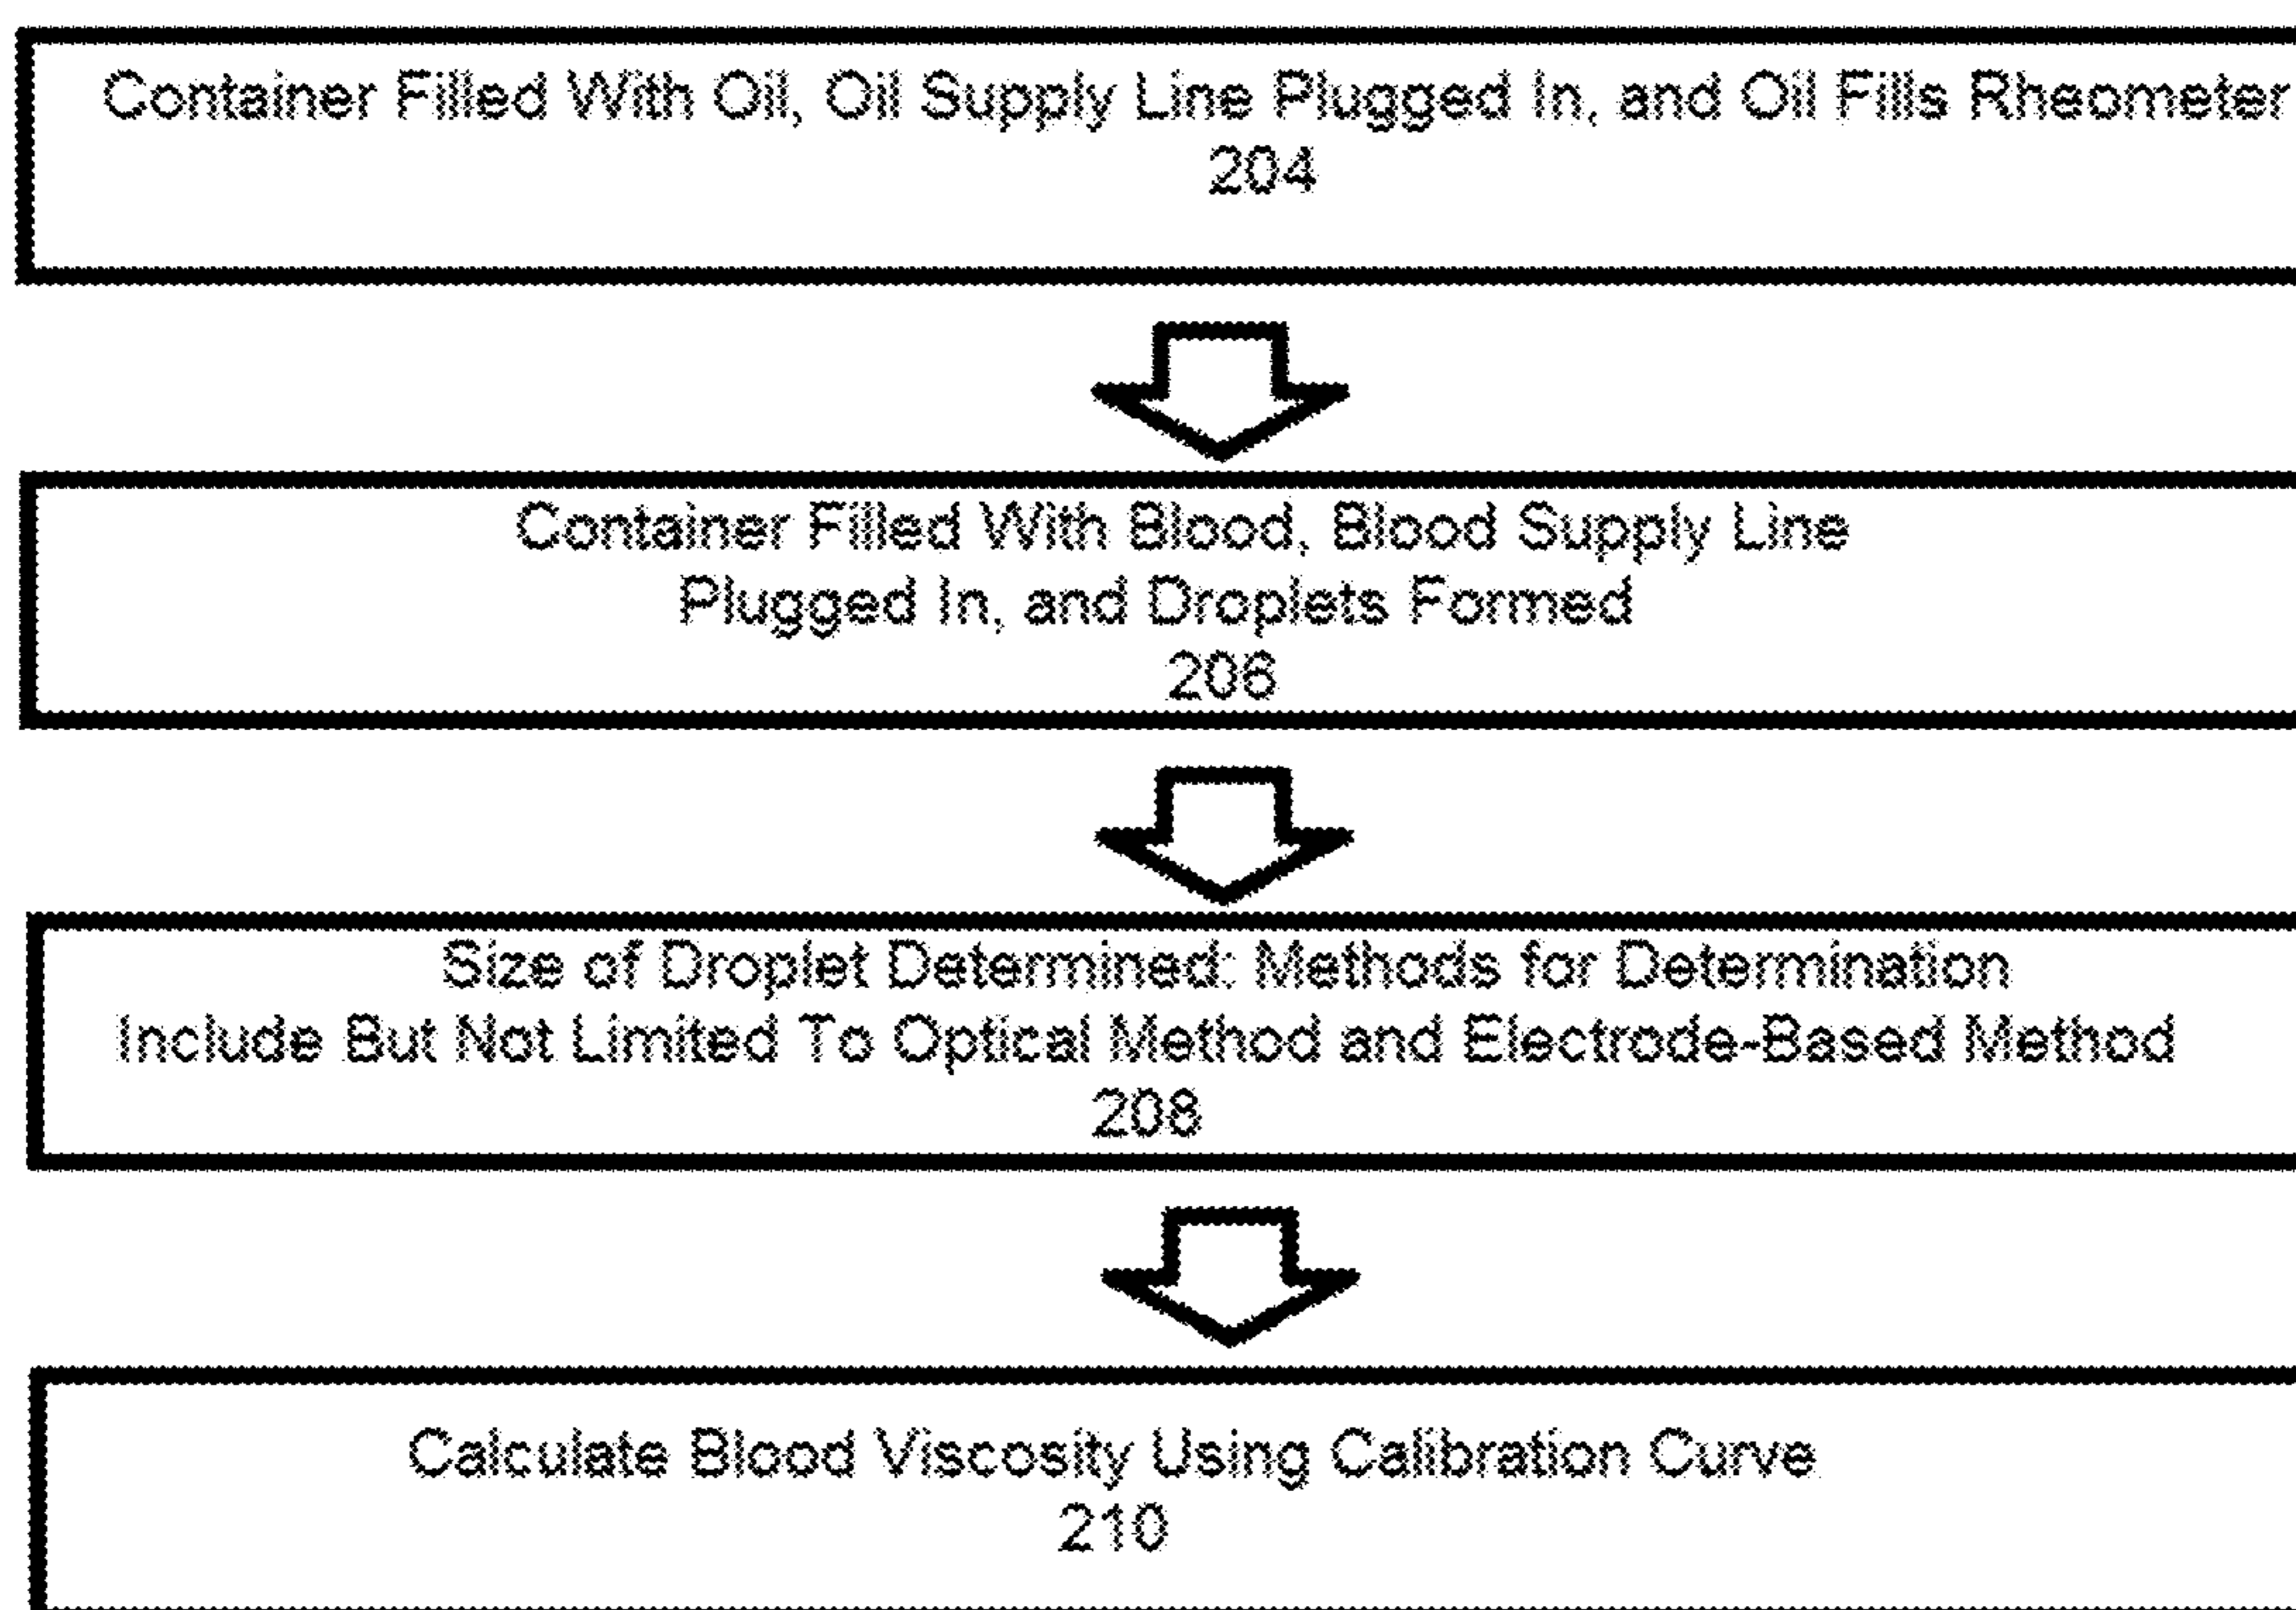 Container Filled With Oil, Oil Supply Line Plugged In, and Oil Fills Rheometer
204
Container Filled With Blood, Blood Supply Line
Plugged In, and Droplets Formed
206
Size of Droplet Determined: Methods for Determination
Include But Not Limited To Optical Method and Electrode-Based Method
208
Calculate Blood Viscosity Using Calibration Curve
210